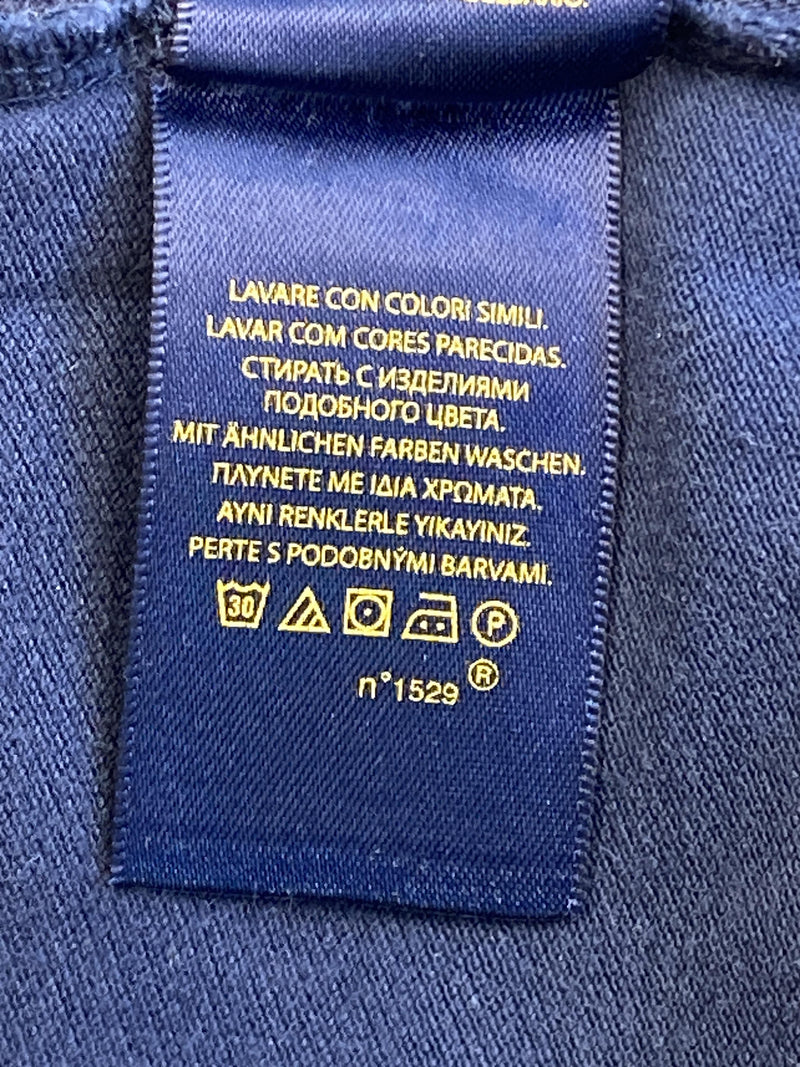 LAVARE CON COLORI SIMILI.
LAVAR COM CORES PARECIDAS.
СТИРАТЬ С ИЗДЕЛИЯМИ
ПОДОБНОГО ЦВЕТА.
MIT ÄHNLICHEN FARBEN WASCHEN.
ΠΛΥΝΕΤΕ ΜΕ ΙΔΙΑ ΧΡΩΜΑΤΑ.
AYNI RENKLERLE YIKAYINIZ.
PERTE S PODOBNÝMI BARVAMI.
30 P
n°1529 ®